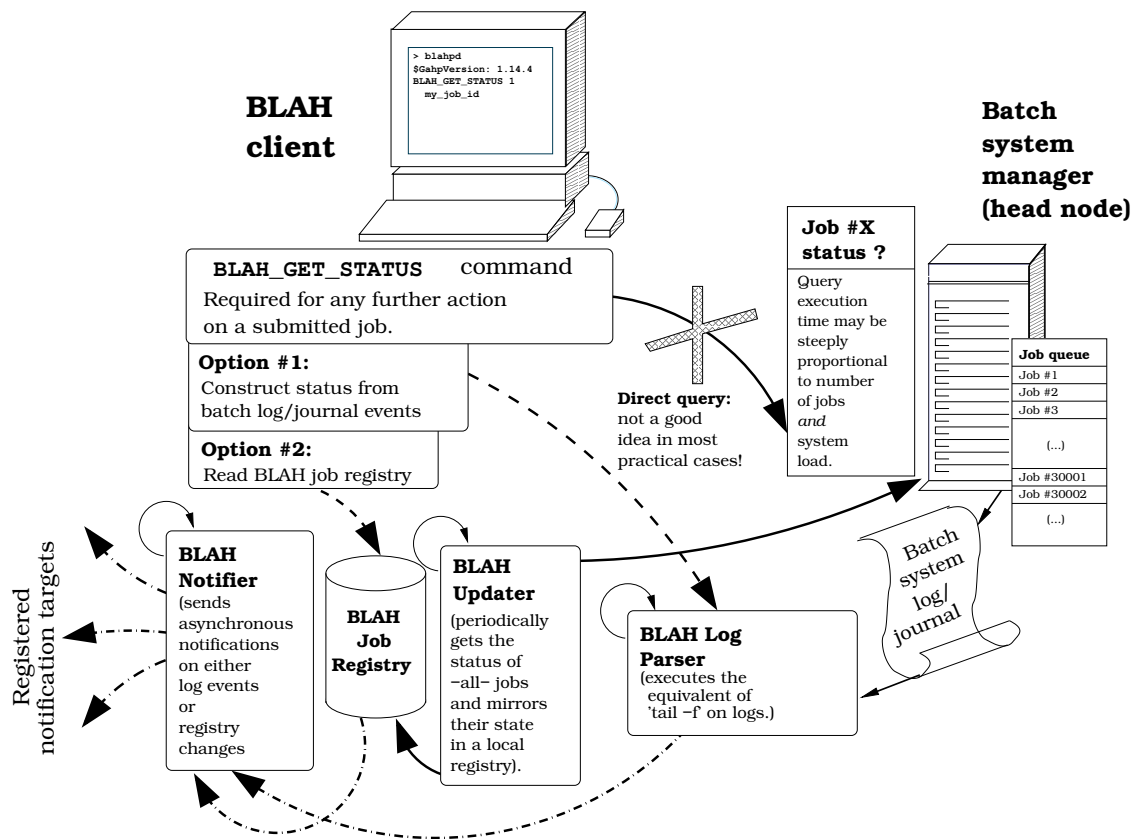 > blahpd
$GahpVersion: 1.14.4
BLAH_GET_STATUS 1
my_job_id
BLAH
client
Batch
system
manager
(head node)
BLAH_GET_STATUS command
Required for any further action
on a submitted job.
Option #1:
Construct status from
batch log/journal events
Option #2:
Read BLAH job registry
Direct query:
not a good
idea in most
practical cases!
Job #X
status ?
Query
execution
time may be
steeply
proportional
to number
of jobs
and
system
load.
Job queue
Job #1
Job #2
Job #3
(...)
Job #30001
Job #30002
(...)
Batch
system
log/
journal
Registered
notification targets
BLAH
Notifier
(sends
asynchronous
notifications
on either
log events
or
registry
changes
BLAH
Job
Registry
BLAH
Updater
(periodically
gets the
status of
−all− jobs
and mirrors
their state
in a local
registry).
BLAH Log
Parser
(executes the
equivalent of
'tail −f' on logs.)